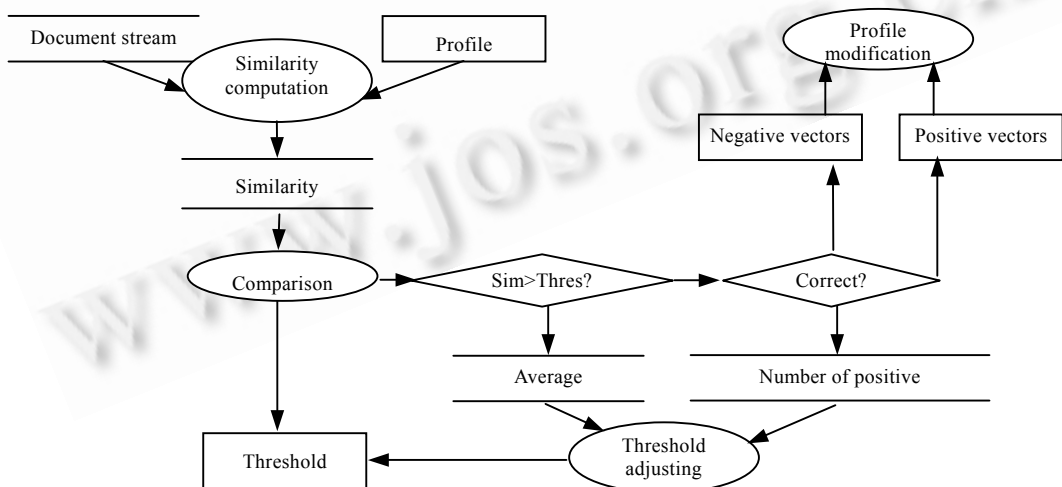 Document stream
Profile
Similarity
computation
Profile
modification
Negative vectors
Positive vectors
Similarity
Comparison
Sim>Thres?
Correct?
Average
Number of positive
Threshold
Threshold
adjusting
www.jos.org